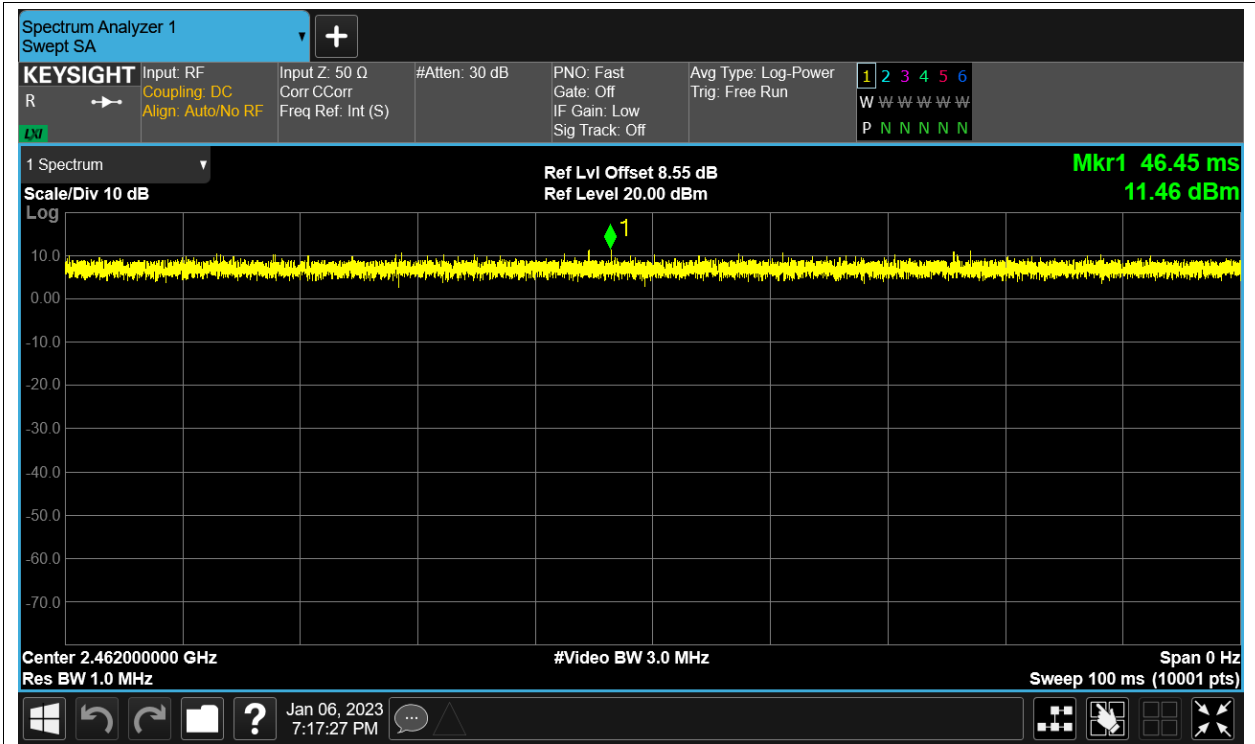 Spectrum Analyzer 1
Swept SA
KEYSIGHT
R
LXI
Input: RF
Coupling: DC
Align: Auto/No RF
Input Z: 50 Ω
Corr CCorr
Freq Ref: Int (S)
#Atten: 30 dB
PNO: Fast
Gate: Off
IF Gain: Low
Sig Track: Off
Avg Type: Log-Power
Trig: Free Run
1 2 3 4 5 6
W W W W W W
P N N N N N
1 Spectrum
Scale/Div 10 dB
Log
Ref Lvl Offset 8.55 dB
Ref Level 20.00 dBm
Mkr1 46.45 ms
11.46 dBm
1
10.0
0.00
-10.0
-20.0
-30.0
-40.0
-50.0
-60.0
-70.0
Center 2.462000000 GHz
Res BW 1.0 MHz
#Video BW 3.0 MHz
Span 0 Hz
Sweep 100 ms (10001 pts)
?
Jan 06, 2023
7:17:27 PM